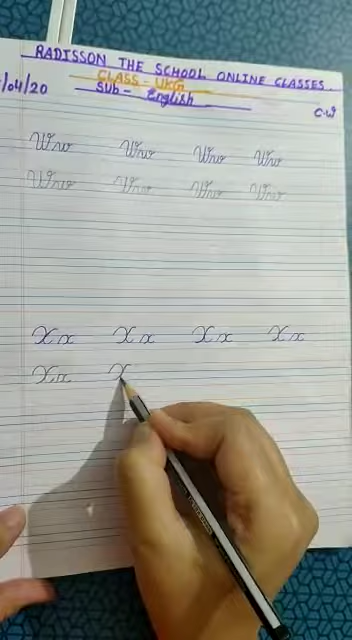 RADISSON THE SCHOOL ONLINE CLASSES.
CLASS - UKG
/04/20 Sub - English
C.W
Ww Ww Ww Ww
Ww Ww Ww Ww
Xx Xx Xx Xx
Xx X